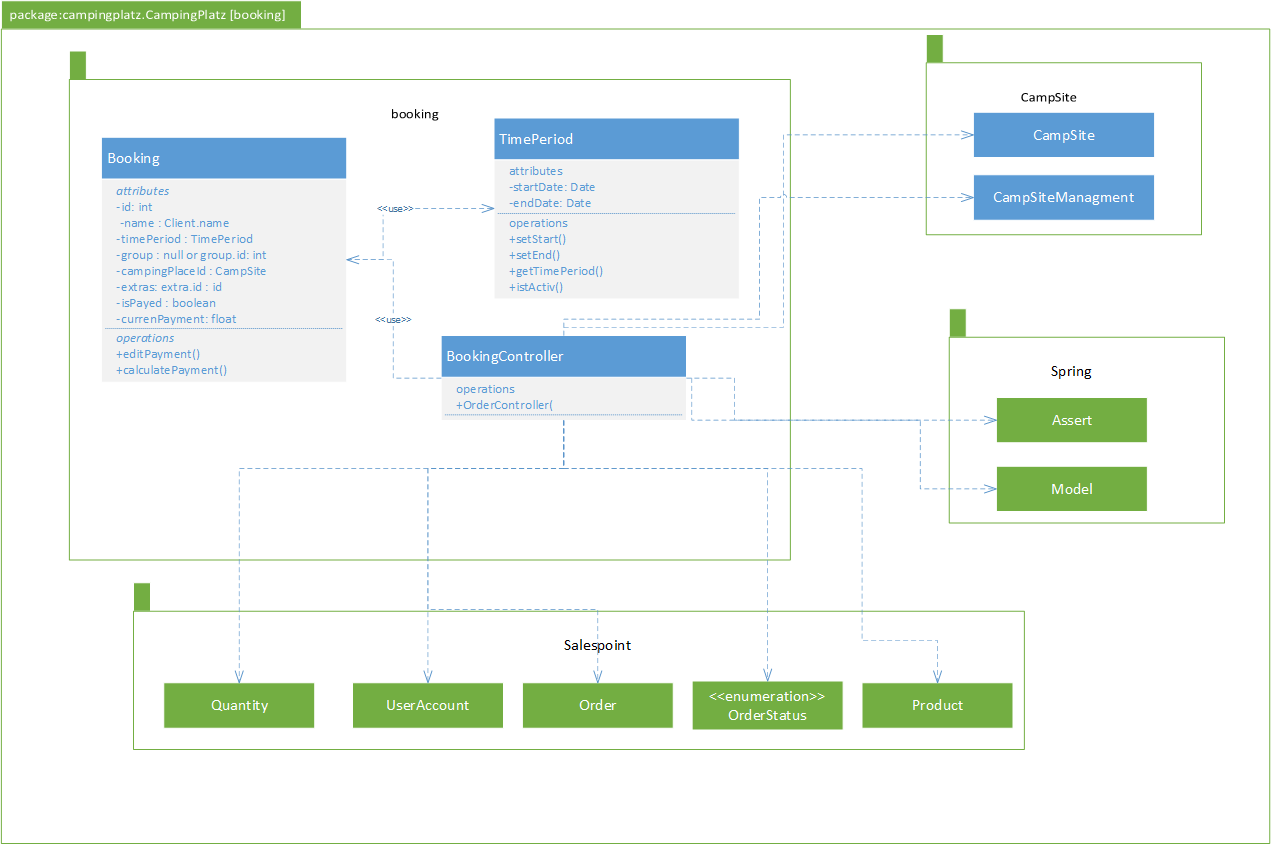 package:campingplatz.CampingPlatz [booking]
booking
Booking
attributes
-id: int
-name : Client.name
-timePeriod : TimePeriod
-group : null or group.id: int
-campingPlaceId : CampSite
-extras: extra.id : id
-isPayed : boolean
-currenPayment: float
operations
+editPayment()
+calculatePayment()
<<use>>
<<use>>
TimePeriod
attributes
-startDate: Date
-endDate: Date
operations
+setStart()
+setEnd()
+getTimePeriod()
+istActiv()
BookingController
operations
+OrderController(
CampSite
CampSite
CampSiteManagment
Spring
Assert
Model
Salespoint
Quantity
UserAccount
Order
<<enumeration>>
OrderStatus
Product